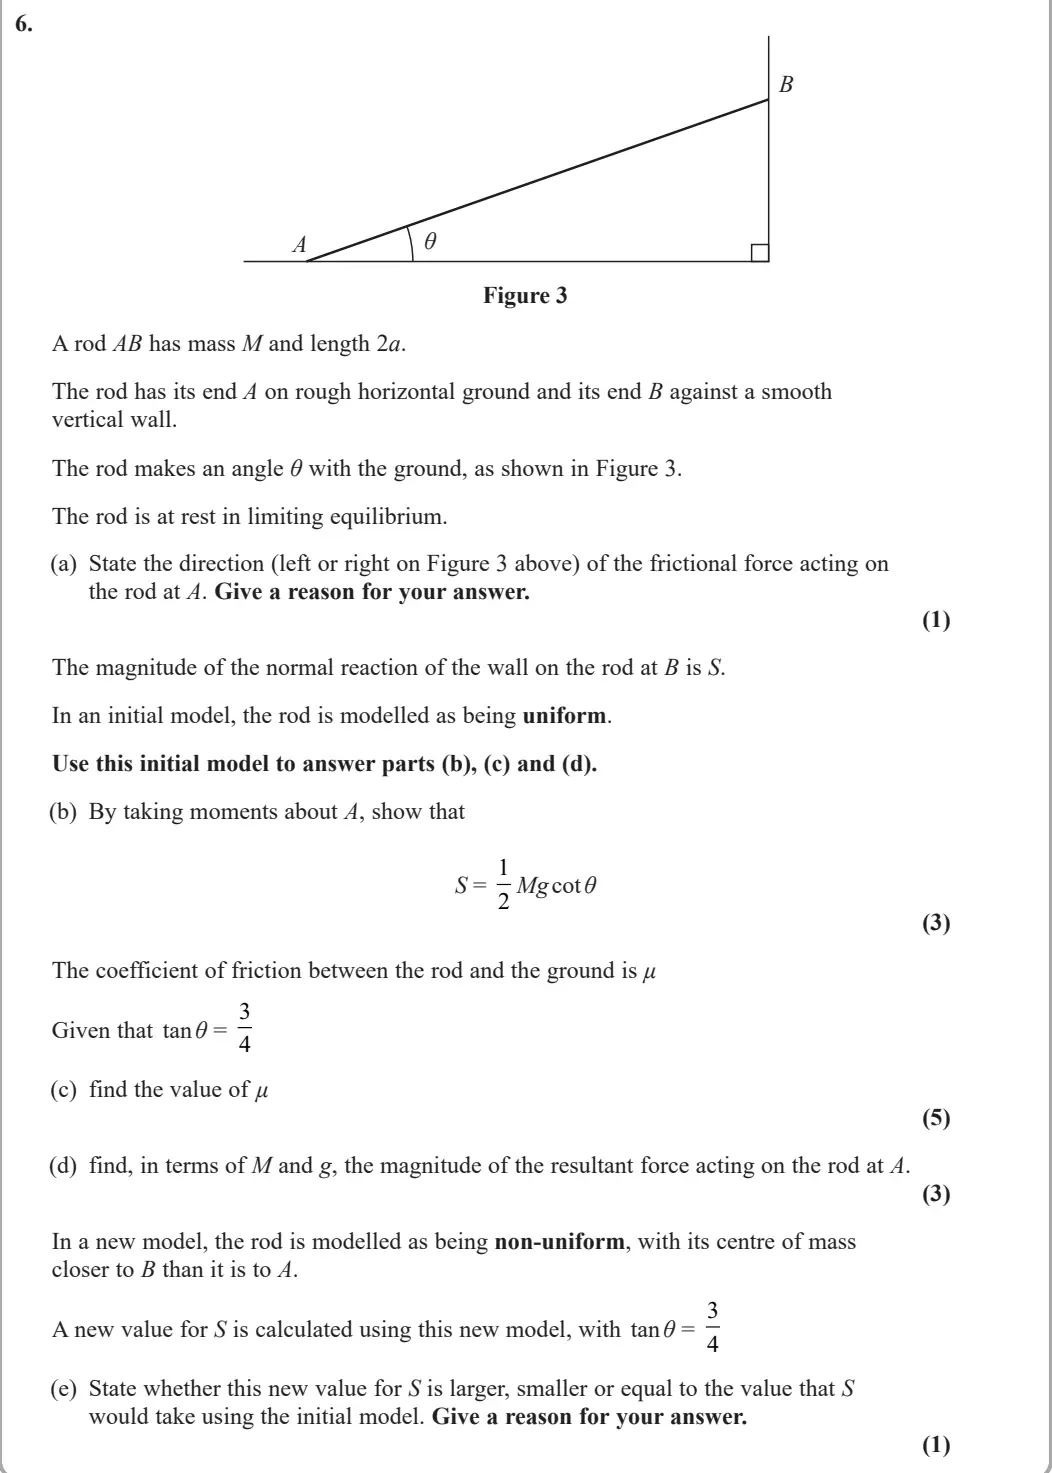 6.
B
A
θ
Figure 3
A rod AB has mass M and length 2a.
The rod has its end A on rough horizontal ground and its end B against a smooth
vertical wall.
The rod makes an angle θ with the ground, as shown in Figure 3.
The rod is at rest in limiting equilibrium.
(a) State the direction (left or right on Figure 3 above) of the frictional force acting on
the rod at A. Give a reason for your answer.
(1)
The magnitude of the normal reaction of the wall on the rod at B is S.
In an initial model, the rod is modelled as being uniform.
Use this initial model to answer parts (b), (c) and (d).
(b) By taking moments about A, show that
S = 1/2 Mg cot θ
(3)
The coefficient of friction between the rod and the ground is μ
Given that tan θ = 3/4
(c) find the value of μ
(5)
(d) find, in terms of M and g, the magnitude of the resultant force acting on the rod at A.
(3)
In a new model, the rod is modelled as being non-uniform, with its centre of mass
closer to B than it is to A.
A new value for S is calculated using this new model, with tan θ = 3/4
(e) State whether this new value for S is larger, smaller or equal to the value that S
would take using the initial model. Give a reason for your answer.
(1)